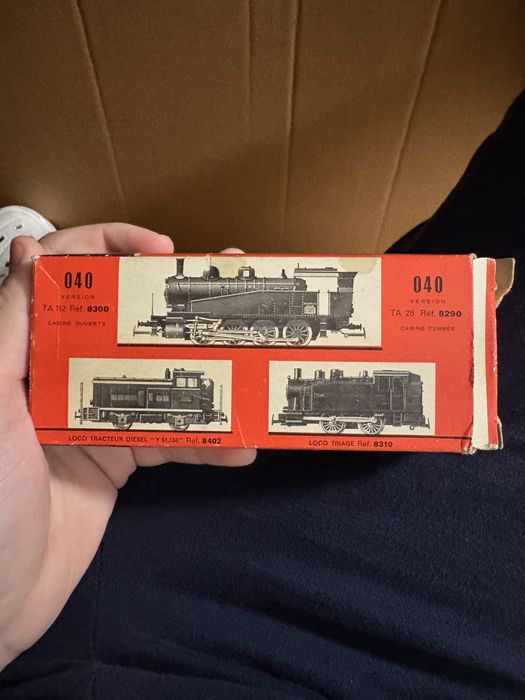 040
VERSION
TA 112 Réf. 8300
CABINE OUVERTE
040
VERSION
TA 28 Réf. 8290
CABINE FERMÉE
LOCO TRACTEUR DIESEL "Y 51.130" Réf. 8402
LOCO TRIAGE Réf. 8310